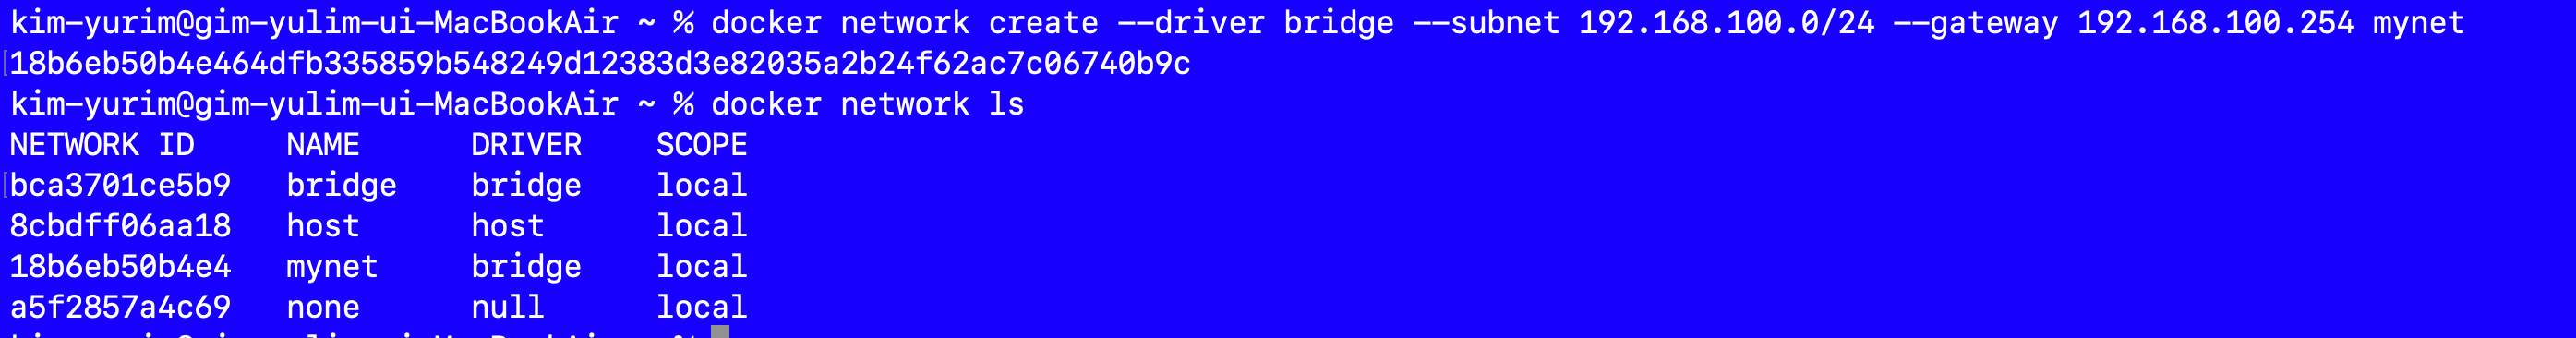 kim-yurim@gim-yulim-ui-MacBookAir ~ % docker network create --driver bridge --subnet 192.168.100.0/24 --gateway 192.168.100.254 mynet
18b6eb50b4e464dfb335859b548249d12383d3e82035a2b24f62ac7c06740b9c
kim-yurim@gim-yulim-ui-MacBookAir ~ % docker network ls
NETWORK ID     NAME      DRIVER    SCOPE
bca3701ce5b9   bridge    bridge    local
8cbdff06aa18   host      host      local
18b6eb50b4e4   mynet     bridge    local
a5f2857a4c69   none      null      local